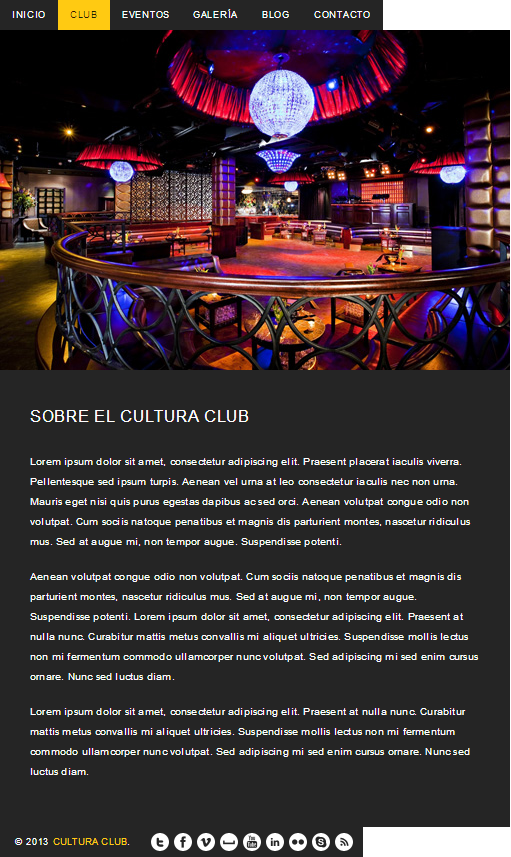 INICIO CLUB EVENTOS GALERÍA BLOG CONTACTO
SOBRE EL CULTURA CLUB
Lorem ipsum dolor sit amet, consectetur adipiscing elit. Praesent placerat iaculis viverra.
Pellentesque sed ipsum turpis. Aenean vel urna at leo consectetur iaculis nec non urna.
Mauris eget nisi quis purus egestas dapibus ac sed orci. Aenean volutpat congue odio non
volutpat. Cum sociis natoque penatibus et magnis dis parturient montes, nascetur ridiculus
mus. Sed at augue mi, non tempor augue. Suspendisse potenti.
Aenean volutpat congue odio non volutpat. Cum sociis natoque penatibus et magnis dis
parturient montes, nascetur ridiculus mus. Sed at augue mi, non tempor augue.
Suspendisse potenti. Lorem ipsum dolor sit amet, consectetur adipiscing elit. Praesent at
nulla nunc. Curabitur mattis metus convallis mi aliquet ultricies. Suspendisse mollis lectus
non mi fermentum commodo ullamcorper nunc volutpat. Sed adipiscing mi sed enim cursus
ornare. Nunc sed luctus diam.
Lorem ipsum dolor sit amet, consectetur adipiscing elit. Praesent at nulla nunc. Curabitur
mattis metus convallis mi aliquet ultricies. Suspendisse mollis lectus non mi fermentum
commodo ullamcorper nunc volutpat. Sed adipiscing mi sed enim cursus ornare. Nunc sed
luctus diam.
© 2013 CULTURA CLUB. You Tube in